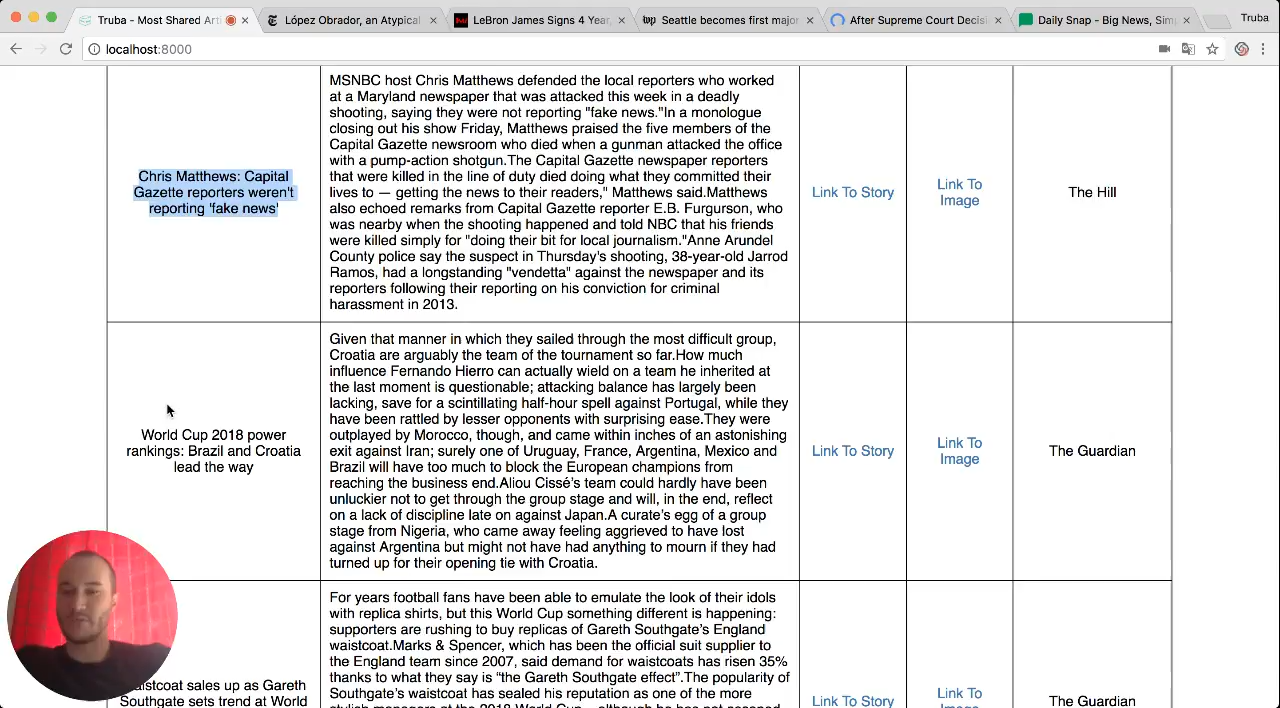 Truba - Most Shared Arti
López Obrador, an Atypical
LeBron James Signs 4 Year,
Seattle becomes first major
After Supreme Court Decisi
Daily Snap - Big News, Sim
Truba
localhost:8000
Chris Matthews: Capital
Gazette reporters weren't
reporting 'fake news'
MSNBC host Chris Matthews defended the local reporters who worked
at a Maryland newspaper that was attacked this week in a deadly
shooting, saying they were not reporting "fake news."In a monologue
closing out his show Friday, Matthews praised the five members of the
Capital Gazette newsroom who died when a gunman attacked the office
with a pump-action shotgun.The Capital Gazette newspaper reporters
that were killed in the line of duty died doing what they committed their
lives to — getting the news to their readers," Matthews said.Matthews
also echoed remarks from Capital Gazette reporter E.B. Furgurson, who
was nearby when the shooting happened and told NBC that his friends
were killed simply for "doing their bit for local journalism."Anne Arundel
County police say the suspect in Thursday's shooting, 38-year-old Jarrod
Ramos, had a longstanding "vendetta" against the newspaper and its
reporters following their reporting on his conviction for criminal
harassment in 2013.
Link To Story
Link To
Image
The Hill
World Cup 2018 power
rankings: Brazil and Croatia
lead the way
Given that manner in which they sailed through the most difficult group,
Croatia are arguably the team of the tournament so far.How much
influence Fernando Hierro can actually wield on a team he inherited at
the last moment is questionable; attacking balance has largely been
lacking, save for a scintillating half-hour spell against Portugal, while they
have been rattled by lesser opponents with surprising ease.They were
outplayed by Morocco, though, and came within inches of an astonishing
exit against Iran; surely one of Uruguay, France, Argentina, Mexico and
Brazil will have too much to block the European champions from
reaching the business end.Aliou Cissé's team could hardly have been
unluckier not to get through the group stage and will, in the end, reflect
on a lack of discipline late on against Japan.A curate's egg of a group
stage from Nigeria, who came away feeling aggrieved to have lost
against Argentina but might not have had anything to mourn if they had
turned up for their opening tie with Croatia.
Link To Story
Link To
Image
The Guardian
aistcoat sales up as Gareth
Southgate sets trend at World
For years football fans have been able to emulate the look of their idols
with replica shirts, but this World Cup something different is happening:
supporters are rushing to buy replicas of Gareth Southgate's England
waistcoat.Marks & Spencer, which has been the official suit supplier to
the England team since 2007, said demand for waistcoats has risen 35%
thanks to what they say is "the Gareth Southgate effect".The popularity of
Southgate's waistcoat has sealed his reputation as one of the more
Link To Story
Link To
Image
The Guardian